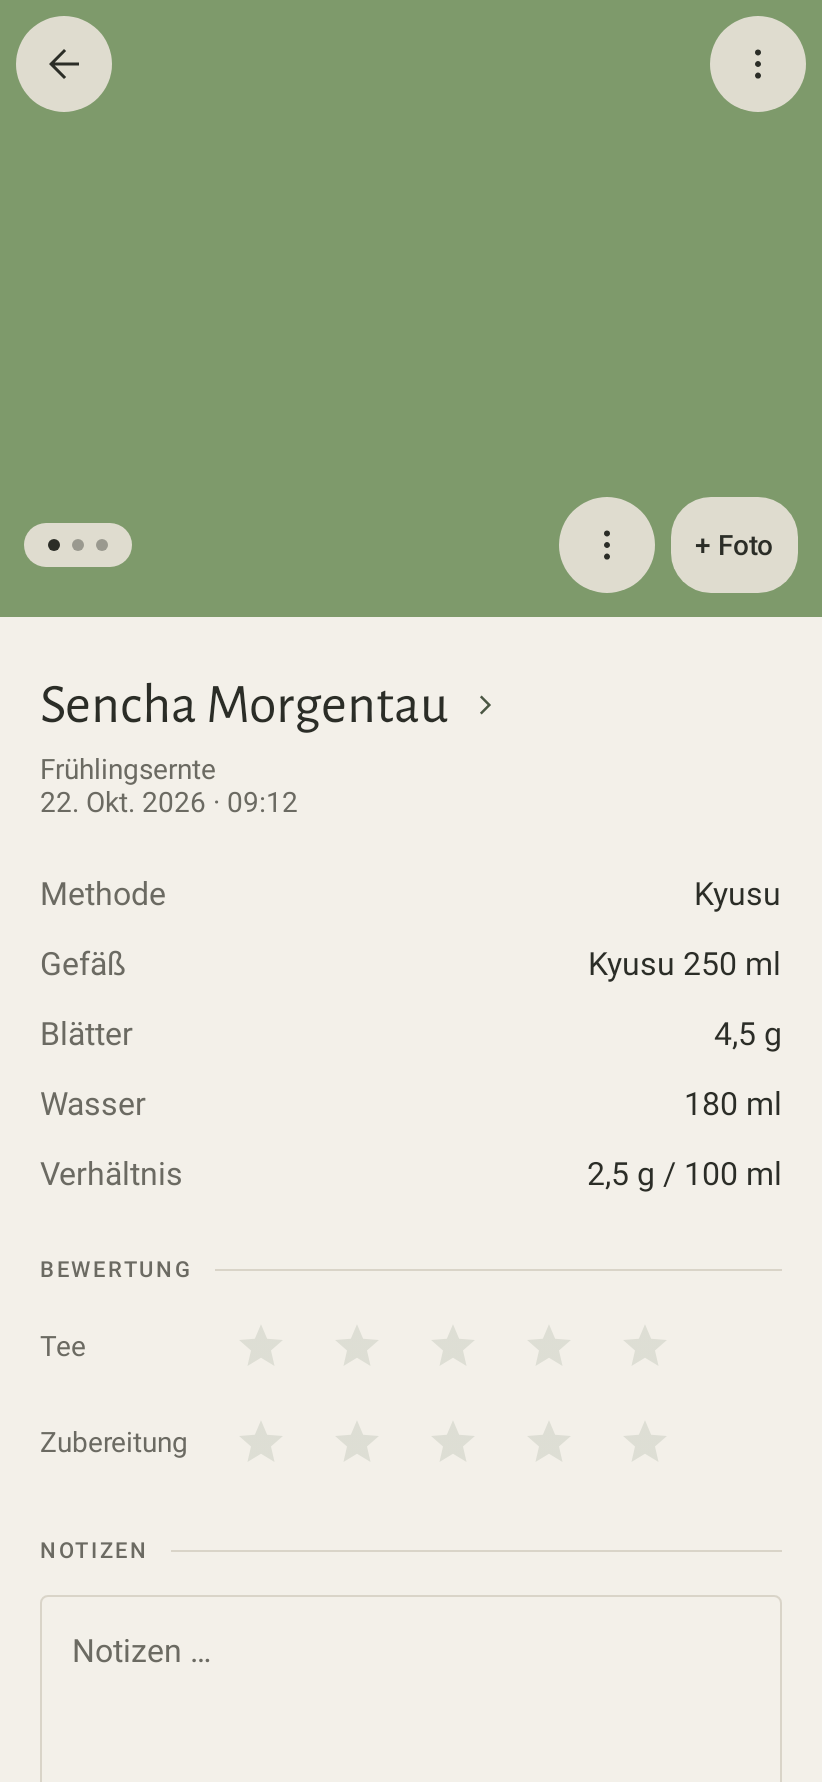 + Foto
Sencha Morgentau
Frühlingsernte
22. Okt. 2026 · 09:12
Methode Kyusu
Gefäß Kyusu 250 ml
Blätter 4,5 g
Wasser 180 ml
Verhältnis 2,5 g / 100 ml
BEWERTUNG
Tee
Zubereitung
NOTIZEN
Notizen …